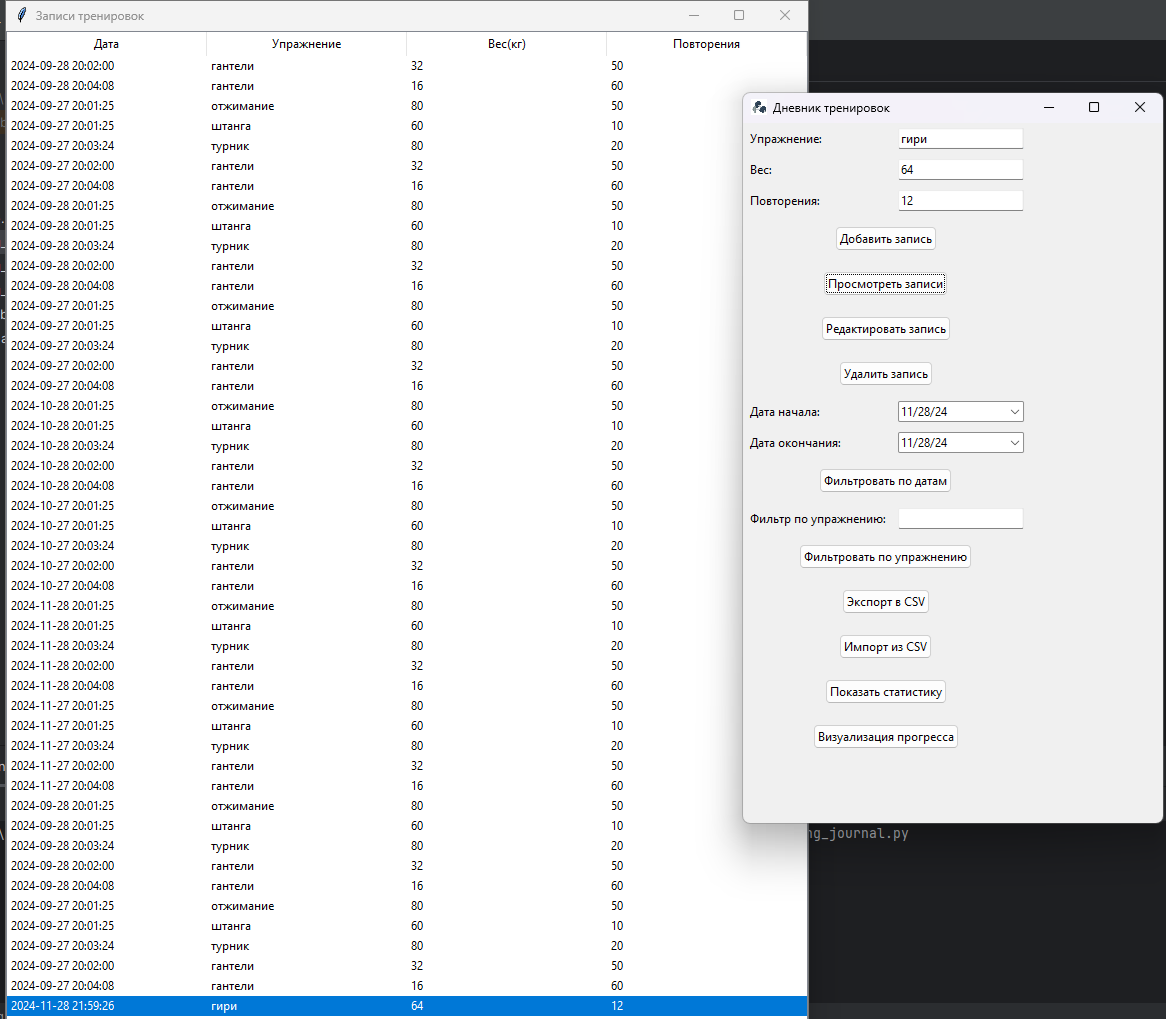 Записи тренировок
Дата Упражнение Вес(кг) Повторения
2024-09-28 20:02:00 гантели 32 50
2024-09-28 20:04:08 гантели 16 60
2024-09-27 20:01:25 отжимание 80 50
2024-09-27 20:01:25 штанга 60 10
2024-09-27 20:03:24 турник 80 20
2024-09-27 20:02:00 гантели 32 50
2024-09-27 20:04:08 гантели 16 60
2024-09-28 20:01:25 отжимание 80 50
2024-09-28 20:01:25 штанга 60 10
2024-09-28 20:03:24 турник 80 20
2024-09-28 20:02:00 гантели 32 50
2024-09-28 20:04:08 гантели 16 60
2024-09-27 20:01:25 отжимание 80 50
2024-09-27 20:01:25 штанга 60 10
2024-09-27 20:03:24 турник 80 20
2024-09-27 20:02:00 гантели 32 50
2024-09-27 20:04:08 гантели 16 60
2024-10-28 20:01:25 отжимание 80 50
2024-10-28 20:01:25 штанга 60 10
2024-10-28 20:03:24 турник 80 20
2024-10-28 20:02:00 гантели 32 50
2024-10-28 20:04:08 гантели 16 60
2024-10-27 20:01:25 отжимание 80 50
2024-10-27 20:01:25 штанга 60 10
2024-10-27 20:03:24 турник 80 20
2024-10-27 20:02:00 гантели 32 50
2024-10-27 20:04:08 гантели 16 60
2024-11-28 20:01:25 отжимание 80 50
2024-11-28 20:01:25 штанга 60 10
2024-11-28 20:03:24 турник 80 20
2024-11-28 20:02:00 гантели 32 50
2024-11-28 20:04:08 гантели 16 60
2024-11-27 20:01:25 отжимание 80 50
2024-11-27 20:01:25 штанга 60 10
2024-11-27 20:03:24 турник 80 20
2024-11-27 20:02:00 гантели 32 50
2024-11-27 20:04:08 гантели 16 60
2024-09-28 20:01:25 отжимание 80 50
2024-09-28 20:01:25 штанга 60 10
2024-09-28 20:03:24 турник 80 20
2024-09-28 20:02:00 гантели 32 50
2024-09-28 20:04:08 гантели 16 60
2024-09-27 20:01:25 отжимание 80 50
2024-09-27 20:01:25 штанга 60 10
2024-09-27 20:03:24 турник 80 20
2024-09-27 20:02:00 гантели 32 50
2024-09-27 20:04:08 гантели 16 60
2024-11-28 21:59:26 гири 64 12
Дневник тренировок
Упражнение: гири
Вес: 64
Повторения: 12
Добавить запись
Просмотреть записи
Редактировать запись
Удалить запись
Дата начала: 11/28/24
Дата окончания: 11/28/24
Фильтровать по датам
Фильтр по упражнению:
Фильтровать по упражнению
Экспорт в CSV
Импорт из CSV
Показать статистику
Визуализация прогресса
ng_journal.py